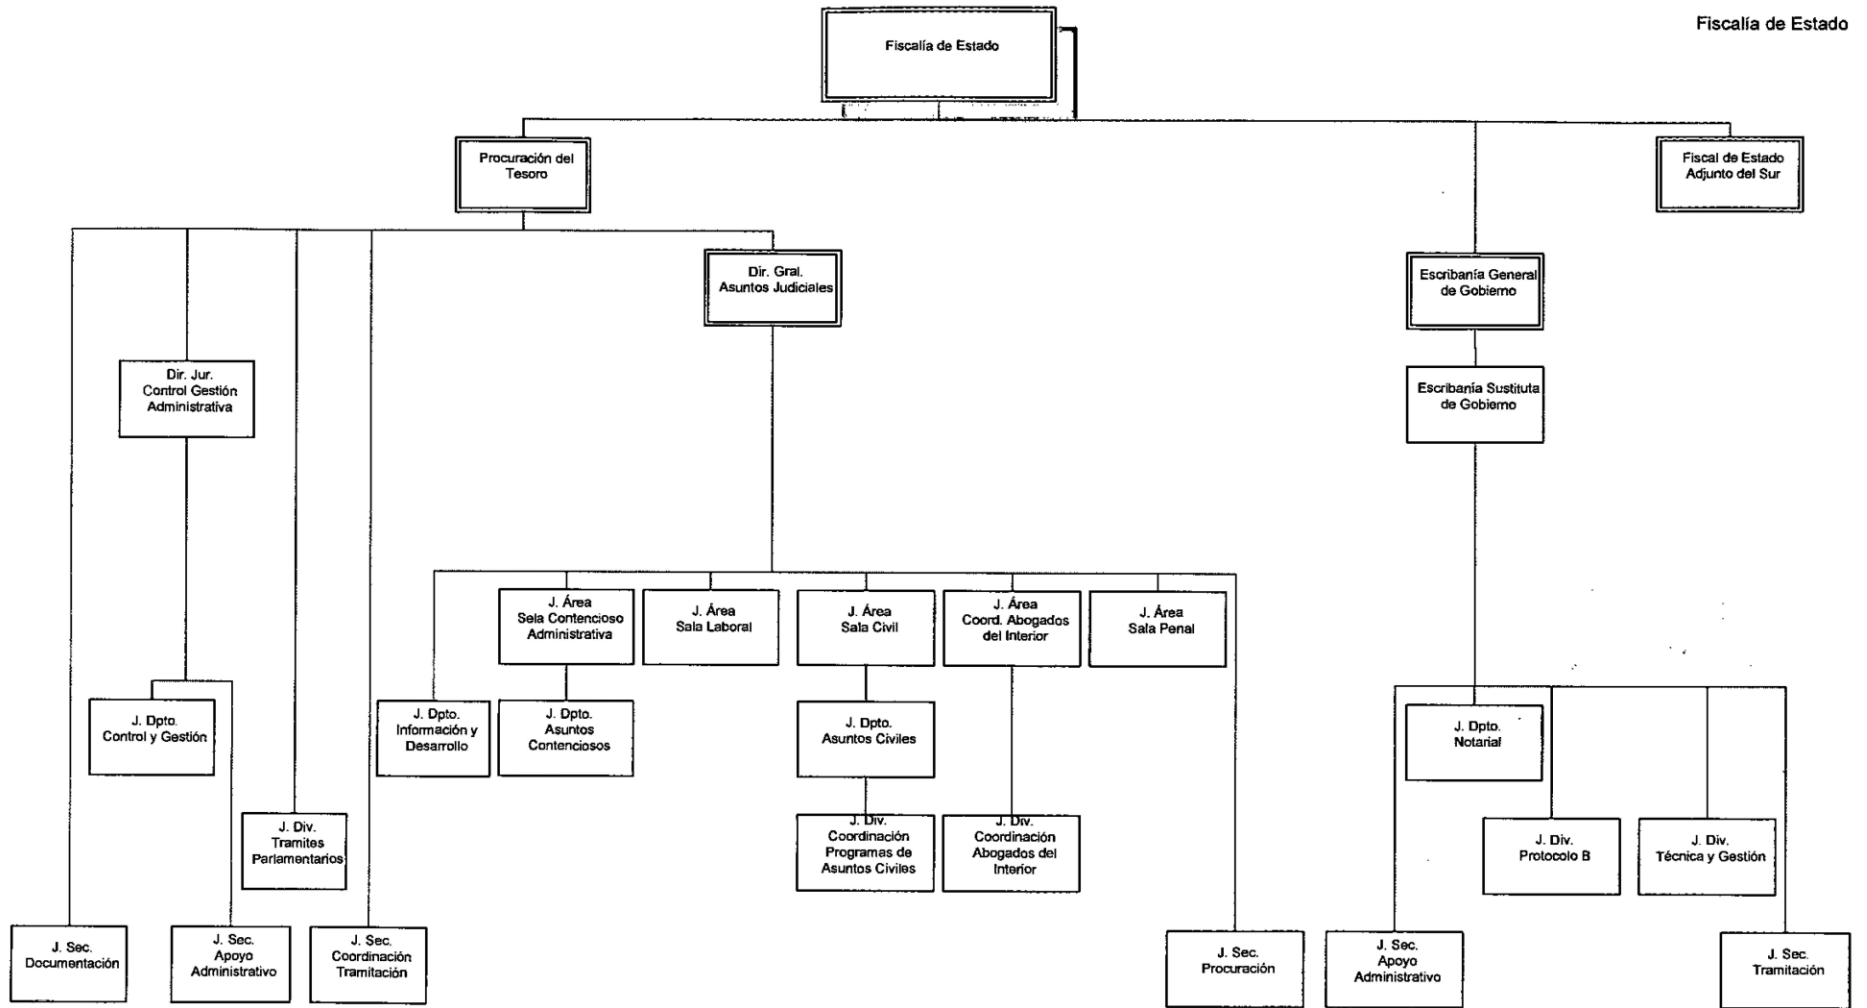 Fiscalía de Estado
Fiscalía de Estado
Procuración del
Tesoro
Fiscal de Estado
Adjunto del Sur
Dir. Gral.
Asuntos Judiciales
Escribanía General
de Gobierno
Dir. Jur.
Control Gestión
Administrativa
Escribanía Sustituta
de Gobierno
J. Área
Sela Contencioso
Administrativa
J. Área
Sala Laboral
J. Área
Sala Civil
J. Área
Coord. Abogados
del Interior
J. Área
Sala Penal
J. Dpto.
Control y Gestión
J. Dpto.
Información y
Desarrollo
J. Dpto.
Asuntos
Contenciosos
J. Dpto.
Asuntos Civiles
J. Dpto.
Notarial
J. Div.
Tramites
Parlamentarios
J. Div.
Coordinación
Programas de
Asuntos Civiles
J. Div.
Coordinación
Abogados del
Interior
J. Div.
Protocolo B
J. Div.
Técnica y Gestión
J. Sec.
Documentación
J. Sec.
Apoyo
Administrativo
J. Sec.
Coordinación
Tramitación
J. Sec.
Procuración
J. Sec.
Apoyo
Administrativo
J. Sec.
Tramitación